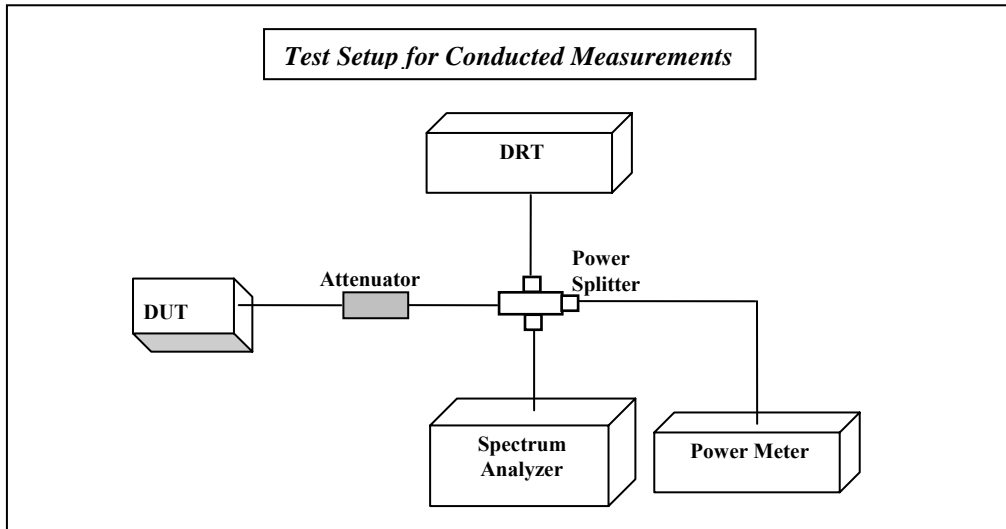 Test Setup for Conducted Measurements
DRT
Power
Splitter
Attenuator
DUT
Spectrum
Analyzer
Power Meter